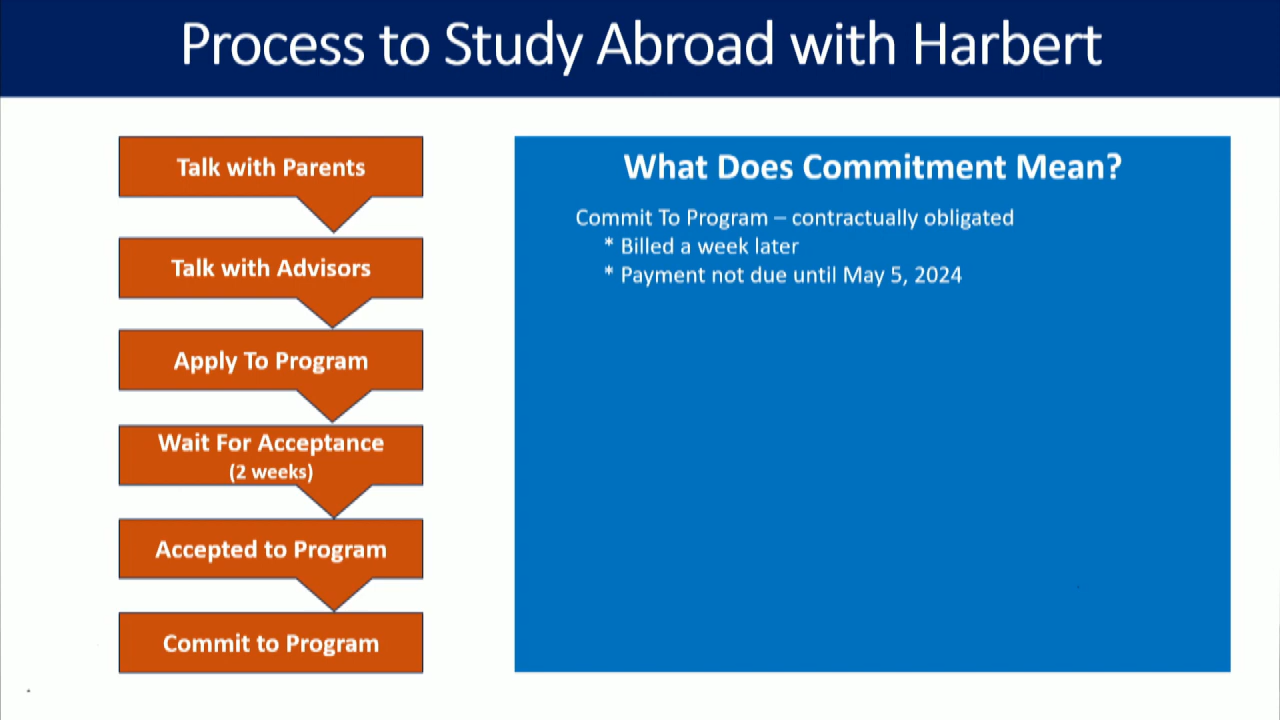 Process to Study Abroad with Harbert
Talk with Parents
Talk with Advisors
Apply To Program
Wait For Acceptance
(2 weeks)
Accepted to Program
Commit to Program
What Does Commitment Mean?
Commit To Program – contractually obligated
* Billed a week later
* Payment not due until May 5, 2024